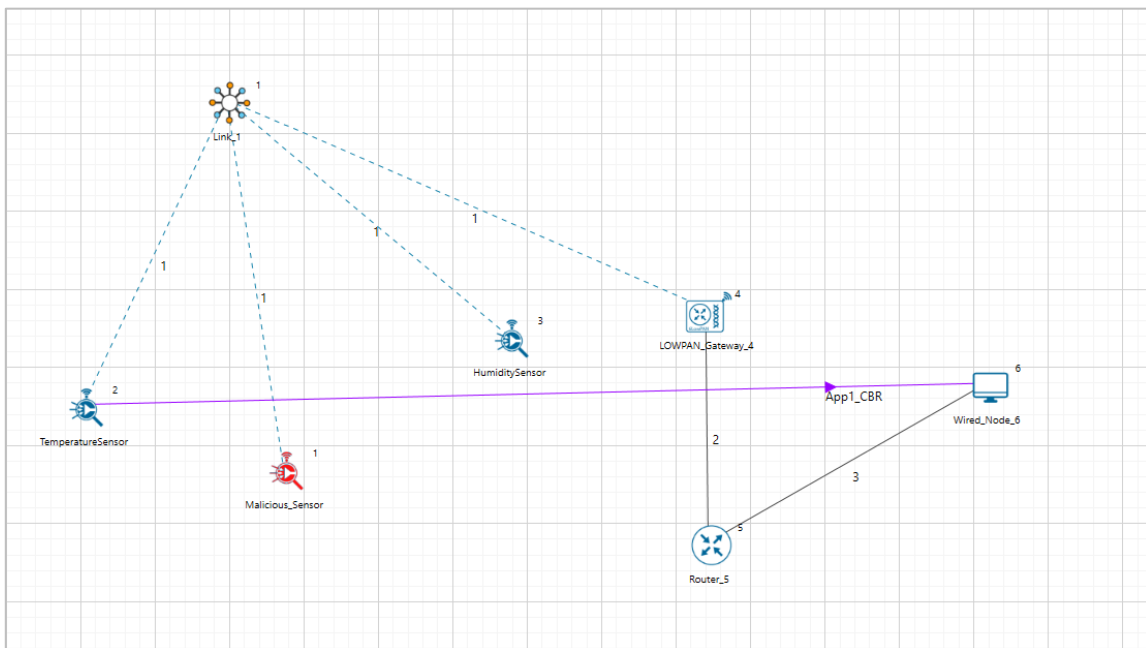 1
Link_1
1
1
1
4
1
3
LOWPAN_Gateway_4
1
6
HumiditySensor
2
App1_CBR
Wired_Node_6
TemperatureSensor
2
1
3
Malicious_Sensor
5
Router_5